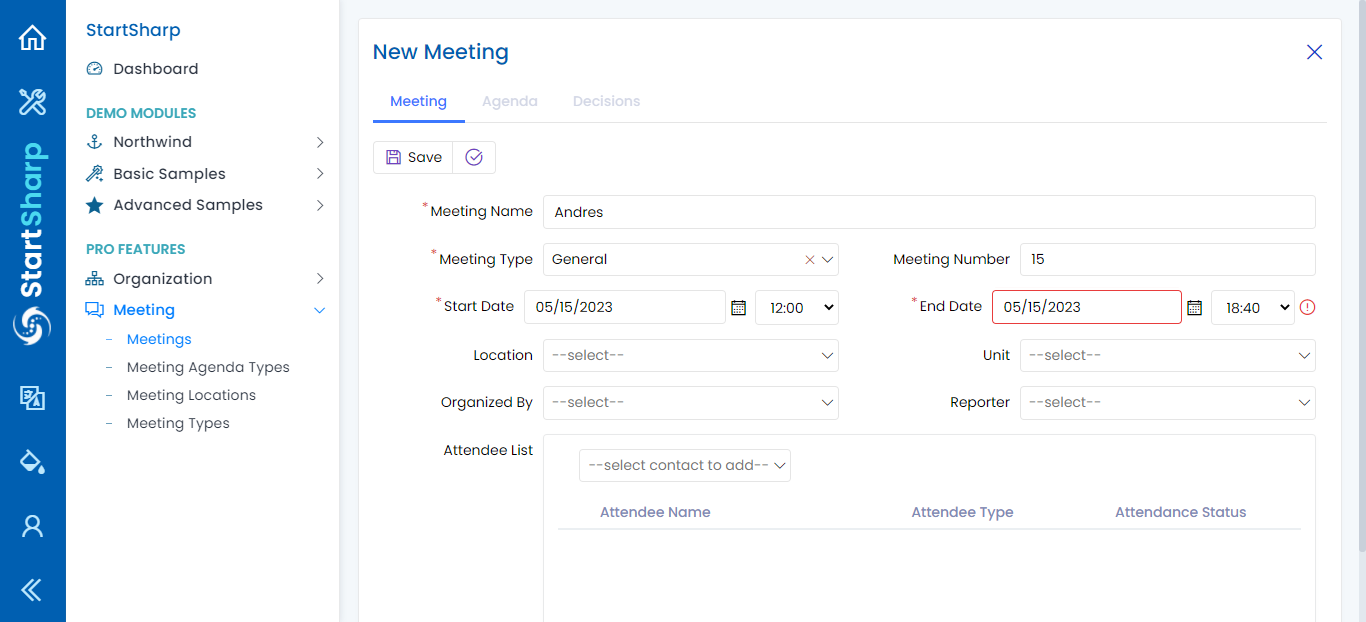 StartSharp
StartSharp
Dashboard
DEMO MODULES
Northwind
Basic Samples
Advanced Samples
PRO FEATURES
Organization
Meeting
Meetings
Meeting Agenda Types
Meeting Locations
Meeting Types
New Meeting
Meeting Agenda Decisions
Save
* Meeting Name Andres
* Meeting Type General Meeting Number 15
* Start Date 05/15/2023 12:00 * End Date 05/15/2023 18:40
Location --select-- Unit --select--
Organized By --select-- Reporter --select--
Attendee List
--select contact to add--
Attendee Name Attendee Type Attendance Status